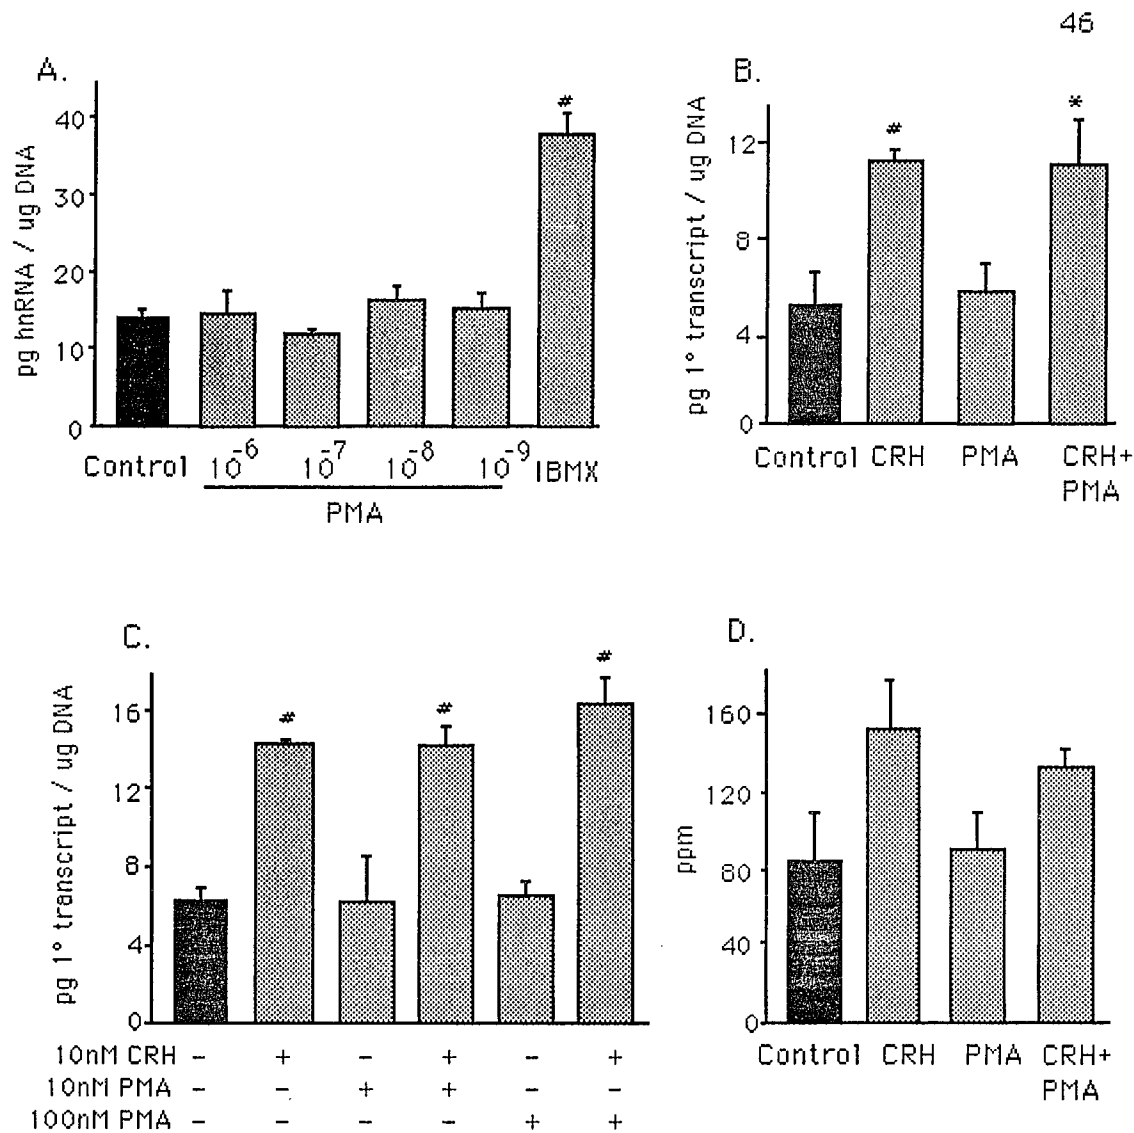 46
A.
pg hnRNA / ug DNA
40
30
20
10
0
#
Control 10-6 10-7 10-8 10-9 IBMX
PMA
B.
pg 1° transcript / ug DNA
12
8
4
0
#
*
Control CRH PMA CRH+
PMA
C.
pg 1° transcript / ug DNA
16
12
8
4
0
#
#
#
10nM CRH - + - + - +
10nM PMA - - + + - -
100nM PMA - - - - + +
D.
ppm
160
120
80
40
0
Control CRH PMA CRH+
PMA